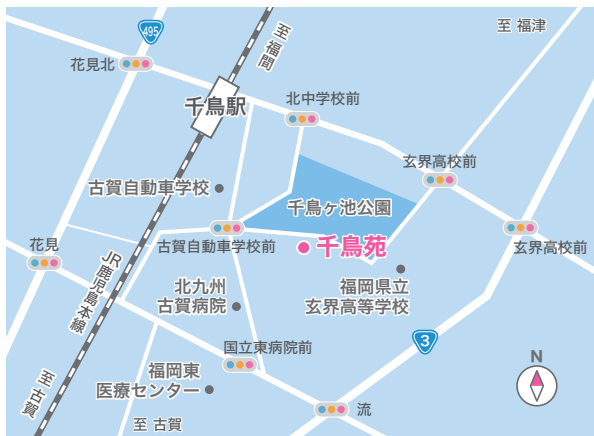 495
至 福間
至 福津
花見北
千鳥駅
北中学校前
玄界高校前
古賀自動車学校
千鳥ヶ池公園
花見
古賀自動車学校前
千鳥苑
玄界高校前
JR鹿児島本線
北九州
古賀病院
福岡県立
玄界高等学校
国立東病院前
3
N
福岡東
医療センター
至 古賀
流
至 古賀